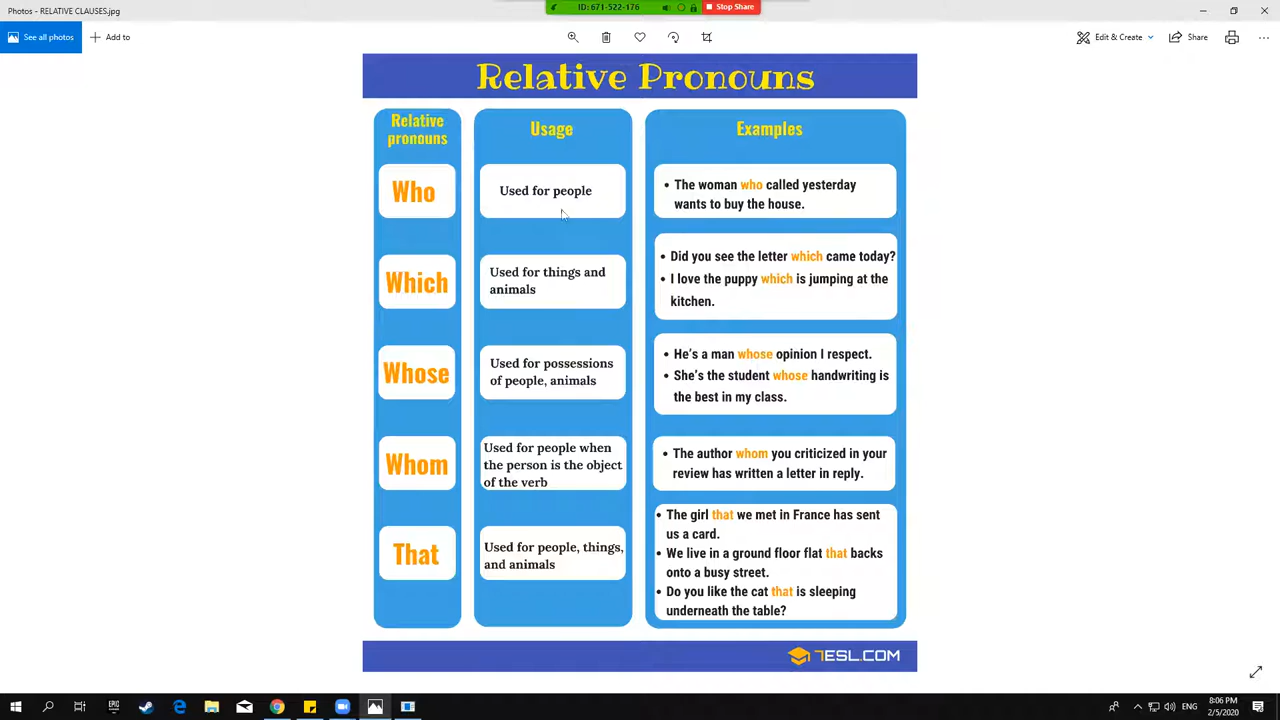 Photos - RELATIVE CLAUSES.jpg
ID: 671-522-176
Stop Share
See all photos
Add to
Edit & Create
Share
Relative Pronouns
Relative
pronouns
Usage
Examples
Who
Used for people
• The woman who called yesterday
wants to buy the house.
Which
Used for things and
animals
• Did you see the letter which came today?
• I love the puppy which is jumping at the
kitchen.
Whose
Used for possessions
of people, animals
• He's a man whose opinion I respect.
• She's the student whose handwriting is
the best in my class.
Whom
Used for people when
the person is the object
of the verb
• The author whom you criticized in your
review has written a letter in reply.
That
Used for people, things,
and animals
• The girl that we met in France has sent
us a card.
• We live in a ground floor flat that backs
onto a busy street.
• Do you like the cat that is sleeping
underneath the table?
7ESL.COM
ENG
8:06 PM
2/5/2020